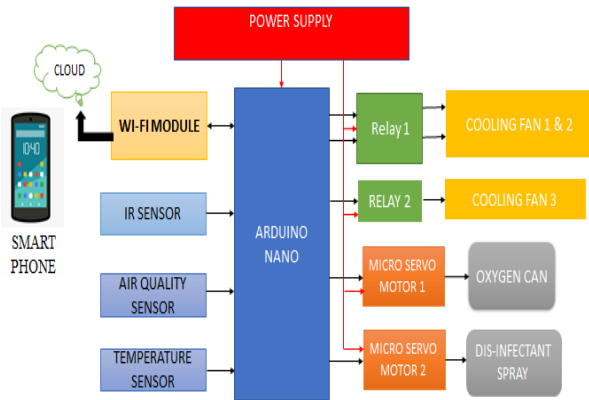 POWER SUPPLY
CLOUD
WI-FI MODULE
Relay 1
COOLING FAN 1 & 2
10:40
IR SENSOR
RELAY 2
COOLING FAN 3
ARDUINO
NANO
SMART
PHONE
AIR QUALITY
SENSOR
MICRO SERVO
MOTOR 1
OXYGEN CAN
TEMPERATURE
SENSOR
MICRO SERVO
MOTOR 2
DIS-INFECTANT
SPRAY